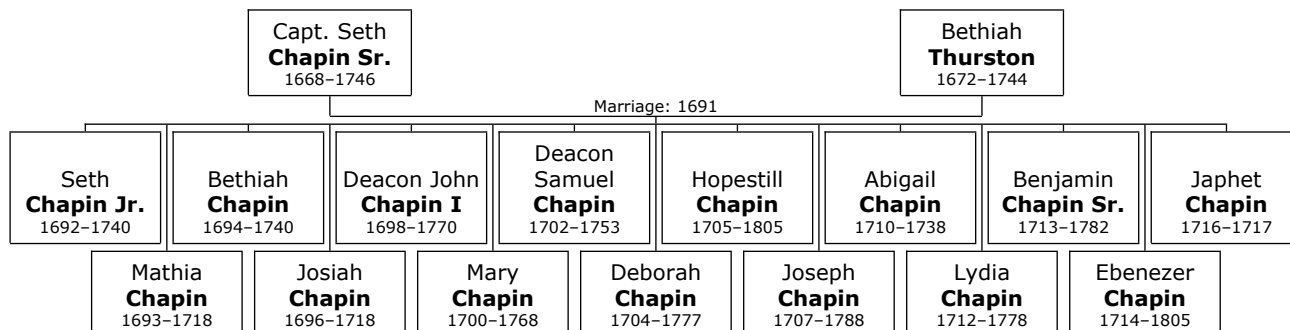 Capt. Seth
Chapin Sr.
1668–1746
Bethiah
Thurston
1672–1744
Marriage: 1691
Seth
Chapin Jr.
1692–1740
Bethiah
Chapin
1694–1740
Deacon John
Chapin I
1698–1770
Deacon
Samuel
Chapin
1702–1753
Hopestill
Chapin
1705–1805
Abigail
Chapin
1710–1738
Benjamin
Chapin Sr.
1713–1782
Japhet
Chapin
1716–1717
Mathia
Chapin
1693–1718
Josiah
Chapin
1696–1718
Mary
Chapin
1700–1768
Deborah
Chapin
1704–1777
Joseph
Chapin
1707–1788
Lydia
Chapin
1712–1778
Ebenezer
Chapin
1714–1805